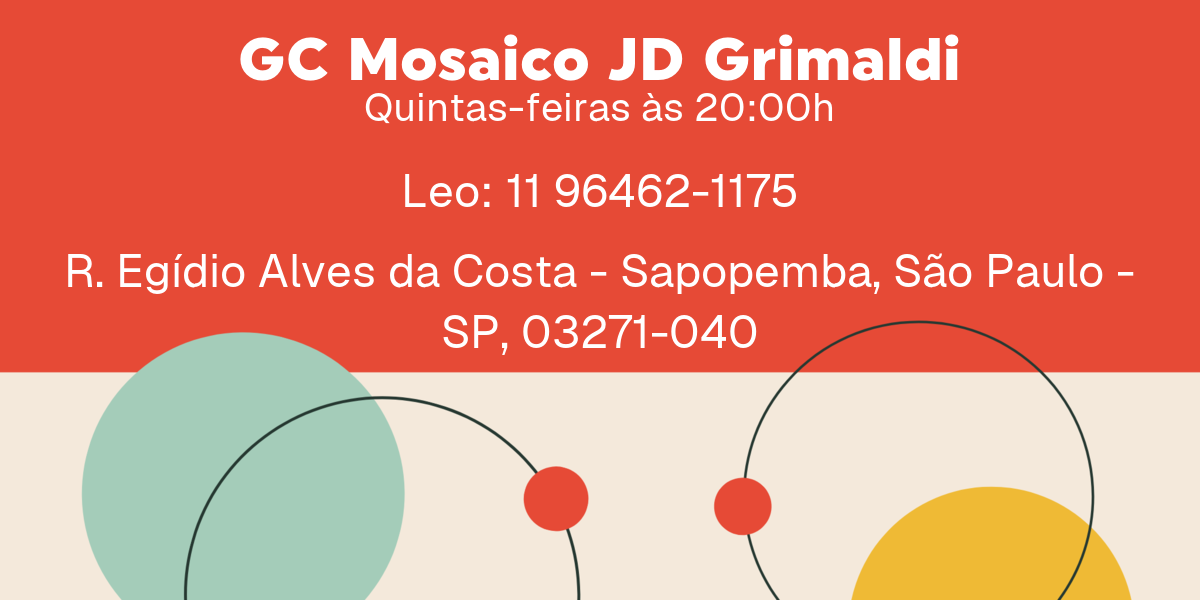 GC Mosaico JD Grimaldi
Quintas-feiras às 20:00h
Leo: 11 96462-1175
R. Egídio Alves da Costa - Sapopemba, São Paulo -
SP, 03271-040